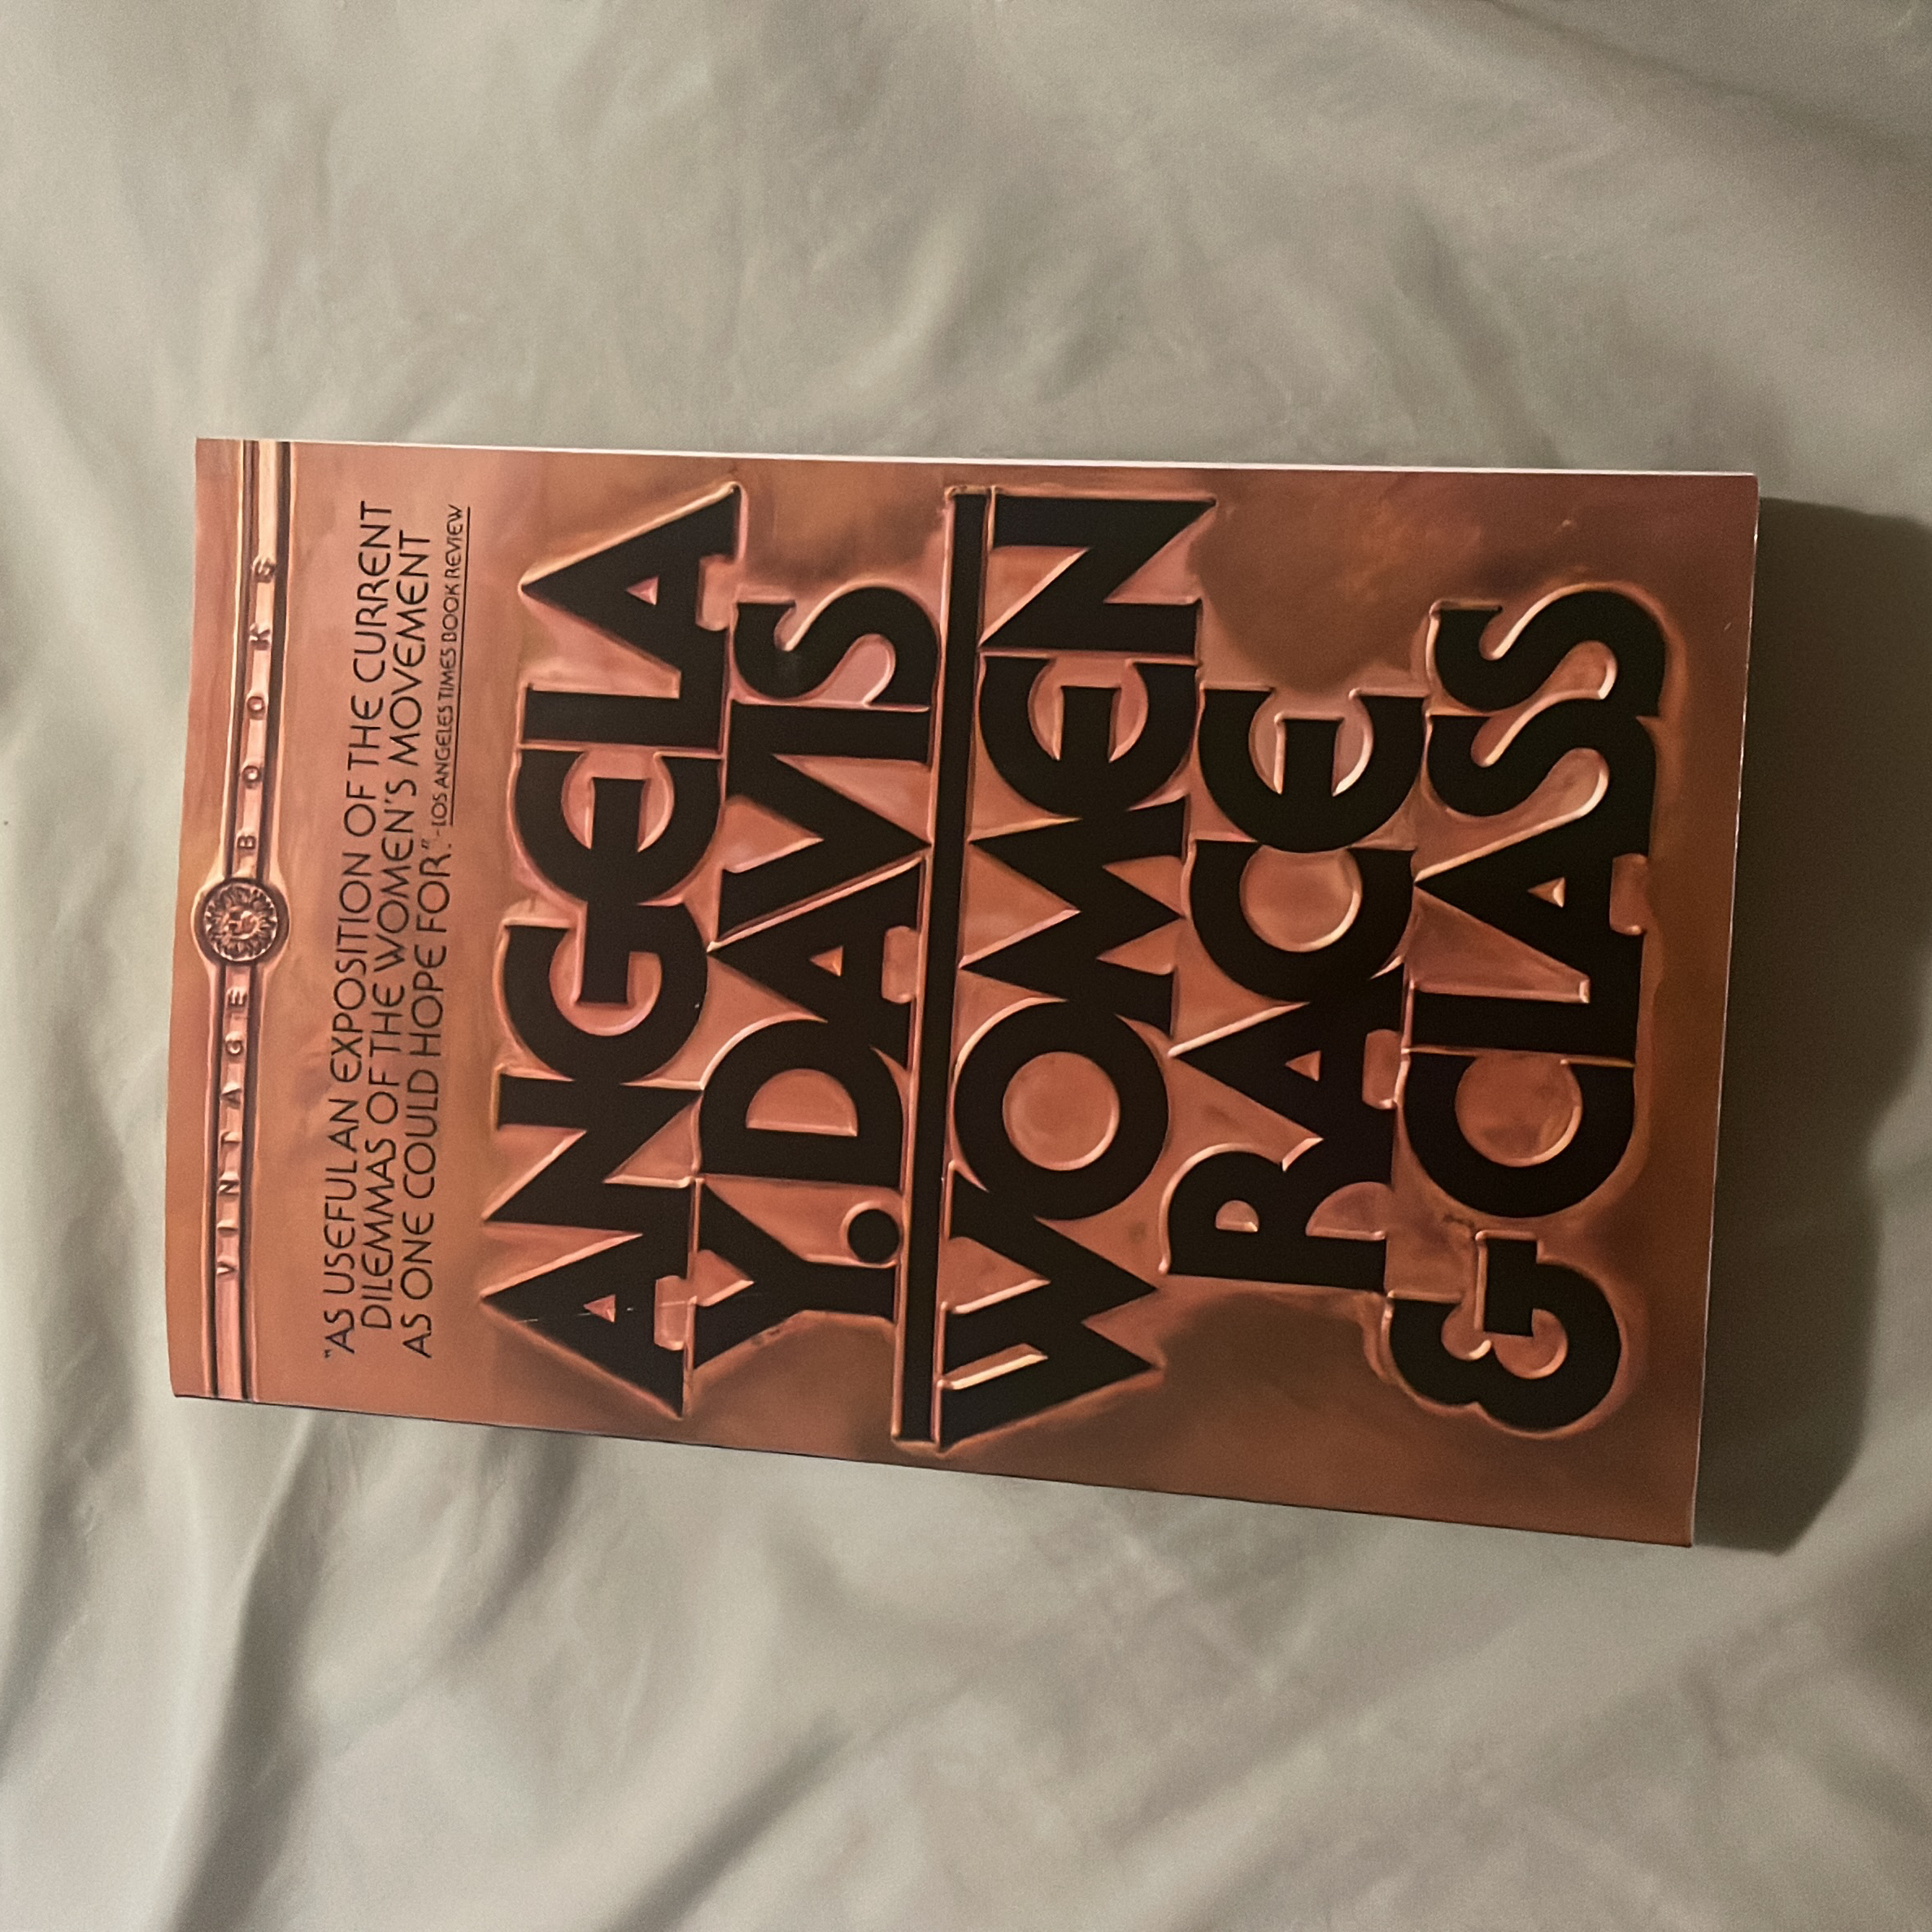 VINTAGE BOOKS
"AS USEFUL AN EXPOSITION OF THE CURRENT
DILEMMAS OF THE WOMEN'S MOVEMENT
AS ONE COULD HOPE FOR."-LOS ANGELES TIMES BOOK REVIEW
ANGELA
Y. DAVIS
WOMEN
RACE
& CLASS